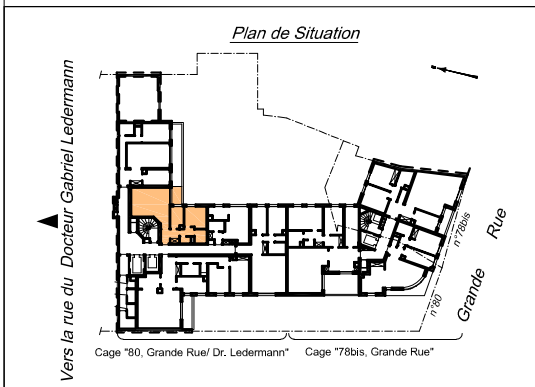 Plan de Situation
Vers la rue du Docteur Gabriel Ledermann
n°78bis
n°80
Grande Rue
Cage "80, Grande Rue/ Dr. Ledermann"
Cage "78bis, Grande Rue"